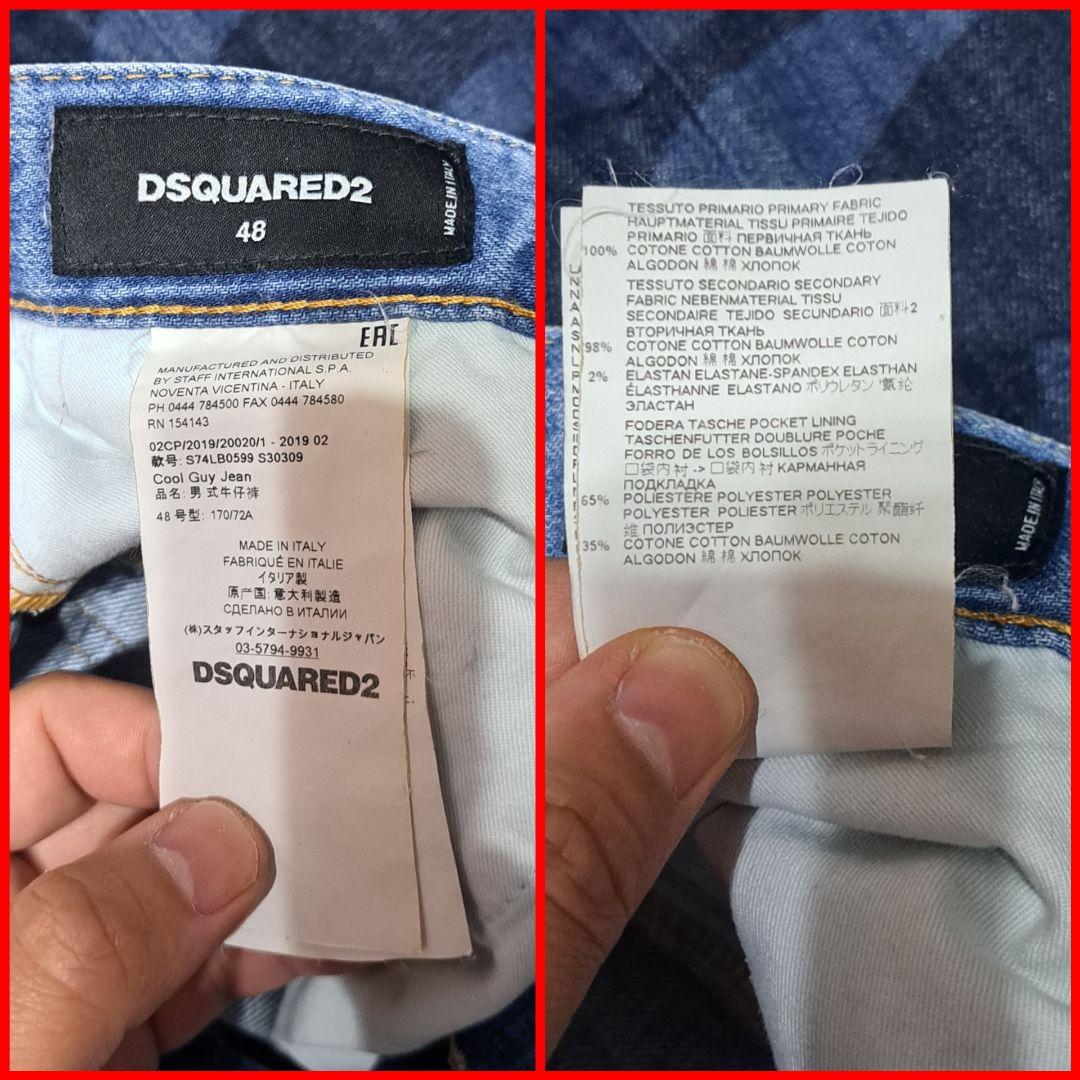 DSQUARED2
48
MADE IN ITALY
EAC
MANUFACTURED AND DISTRIBUTED
BY STAFF INTERNATIONAL S.P.A.
NOVENTA VICENTINA - ITALY
PH 0444 784500 FAX 0444 784580
RN 154143
02CP/2019/20020/1 - 2019 02
款号: S74LB0599 S30309
Cool Guy Jean
品名: 男 式牛仔裤
48 号型: 170/72A
MADE IN ITALY
FABRIQUÉ EN ITALIE
イタリア製
原产国: 意大利製造
СДЕЛАНО В ИТАЛИИ
(株)スタッフインターナショナルジャパン
03-5794-9931
DSQUARED2
TESSUTO PRIMARIO PRIMARY FABRIC
HAUPTMATERIAL TISSU PRIMAIRE TEJIDO
PRIMARIO 面料 ПЕРВИЧНАЯ ТКАНЬ
100% COTONE COTTON BAUMWOLLE COTON
ALGODON 綿 棉 ХЛОПОК
TESSUTO SECONDARIO SECONDARY
FABRIC NEBENMATERIAL TISSU
SECONDAIRE TEJIDO SECUNDARIO 面料2
ВТОРИЧНАЯ ТКАНЬ
98% COTONE COTTON BAUMWOLLE COTON
ALGODON 綿 棉 ХЛОПОК
2% ELASTAN ELASTANE-SPANDEX ELASTHAN
ÉLASTHANNE ELASTANO ポリウレタン 氨纶
ЭЛАСТАН
FODERA TASCHE POCKET LINING
TASCHENFUTTER DOUBLURE POCHE
FORRO DE LOS BOLSILLOS ポケットライニング
口袋内衬 -> 口袋内衬 КАРМАННАЯ
ПОДКЛАДКА
65% POLIESTERE POLYESTER POLYESTER
POLYESTER POLIESTER ポリエステル 聚酯纤
维 ПОЛИЭСТЕР
35% COTONE COTTON BAUMWOLLE COTON
ALGODON 綿 棉 ХЛОПОК
MADE IN ITALY